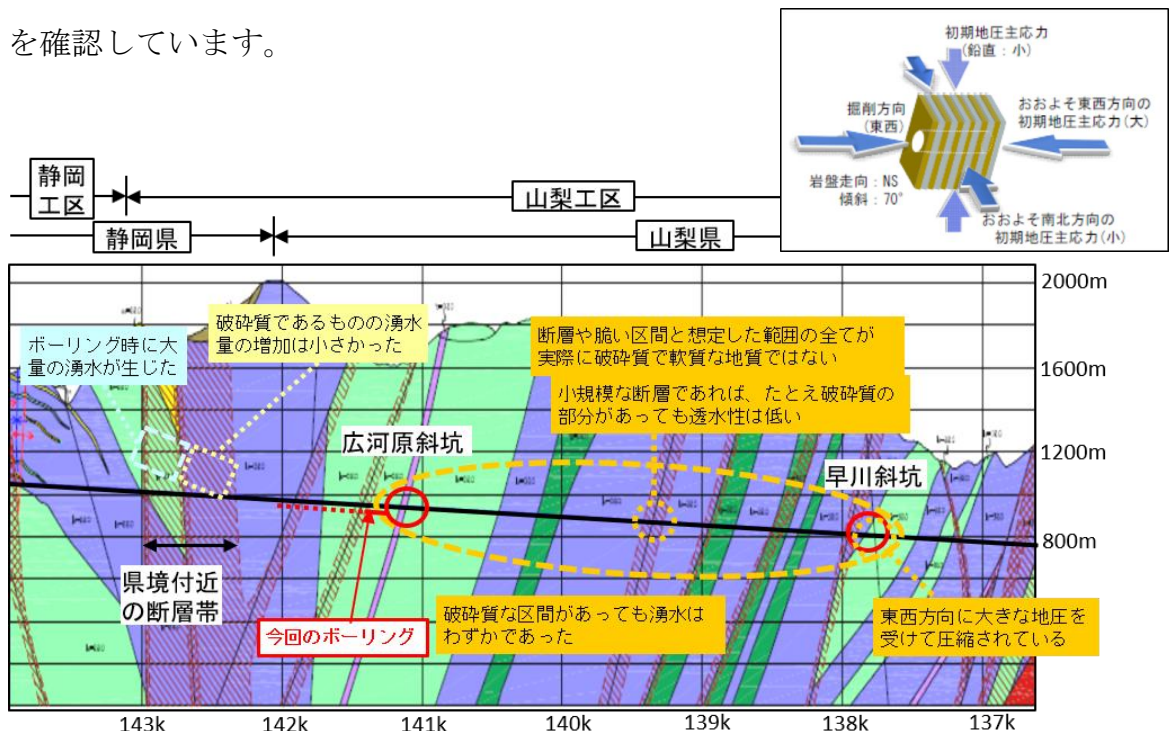 を確認しています。
初期地圧主応力
(鉛直：小)
掘削方向
(東西)
おおよそ東西方向の
初期地圧主応力(大)
岩盤走向：NS
傾斜：70°
おおよそ南北方向の
初期地圧主応力(小)
静岡
工区
山梨工区
静岡県
山梨県
2000m
1600m
1200m
800m
ボーリング時に大
量の湧水が生じた
破砕質であるものの湧水
量の増加は小さかった
断層や脆い区間と想定した範囲の全てが
実際に破砕質で軟質な地質ではない
小規模な断層であれば、たとえ破砕質の
部分があっても透水性は低い
広河原斜坑
早川斜坑
県境付近
の断層帯
今回のボーリング
破砕質な区間があっても湧水は
わずかであった
東西方向に大きな地圧を
受けて圧縮されている
143k
142k
141k
140k
139k
138k
137k